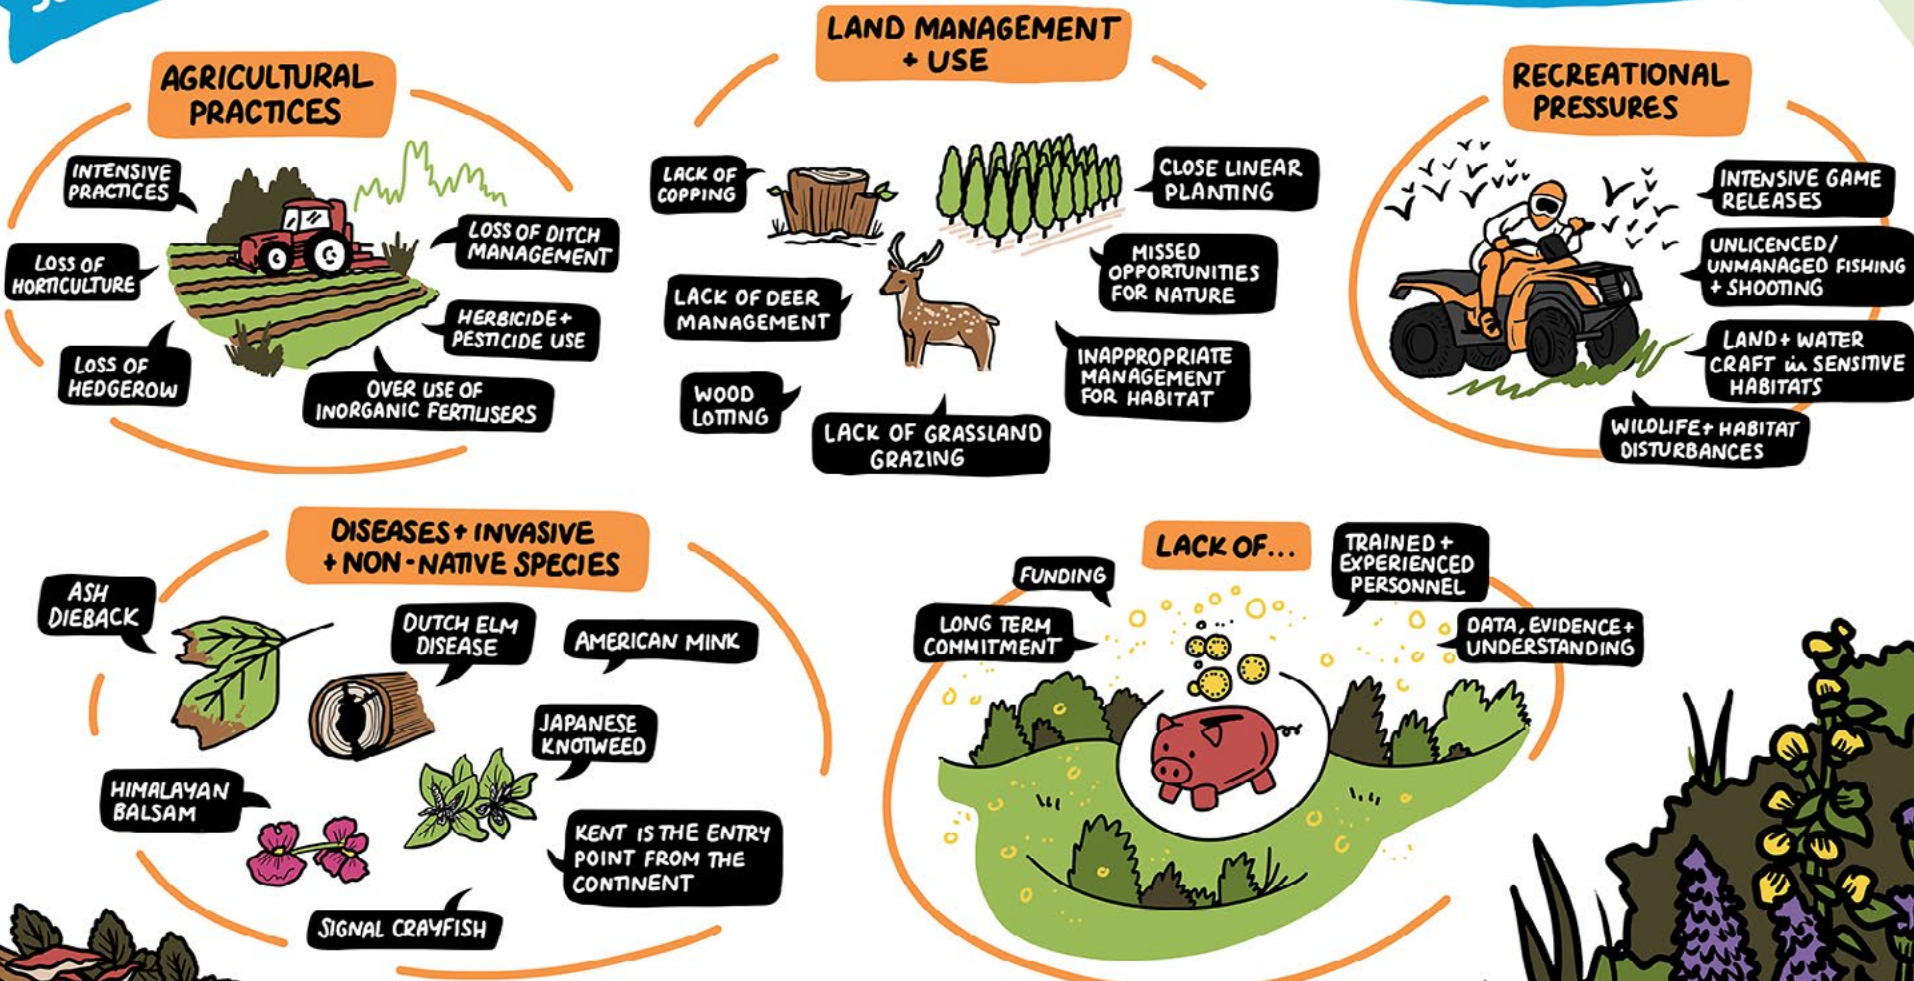 AGRICULTURAL
PRACTICES
INTENSIVE
PRACTICES
LOSS OF DITCH
MANAGEMENT
LOSS OF
HORTICULTURE
HERBICIDE +
PESTICIDE USE
LOSS OF
HEDGEROW
OVER USE OF
INORGANIC FERTILISERS
LAND MANAGEMENT
+ USE
LACK OF
COPPING
CLOSE LINEAR
PLANTING
MISSED
OPPORTUNITIES
FOR NATURE
LACK OF DEER
MANAGEMENT
INAPPROPRIATE
MANAGEMENT
FOR HABITAT
WOOD
LOTTING
LACK OF GRASSLAND
GRAZING
RECREATIONAL
PRESSURES
INTENSIVE GAME
RELEASES
UNLICENCED/
UNMANAGED FISHING
+ SHOOTING
LAND + WATER
CRAFT in SENSITIVE
HABITATS
WILDLIFE + HABITAT
DISTURBANCES
DISEASES + INVASIVE
+ NON-NATIVE SPECIES
ASH
DIEBACK
DUTCH ELM
DISEASE
AMERICAN MINK
JAPANESE
KNOTWEED
HIMALAYAN
BALSAM
KENT IS THE ENTRY
POINT FROM THE
CONTINENT
SIGNAL CRAYFISH
LACK OF...
FUNDING
TRAINED +
EXPERIENCED
PERSONNEL
LONG TERM
COMMITMENT
DATA, EVIDENCE +
UNDERSTANDING